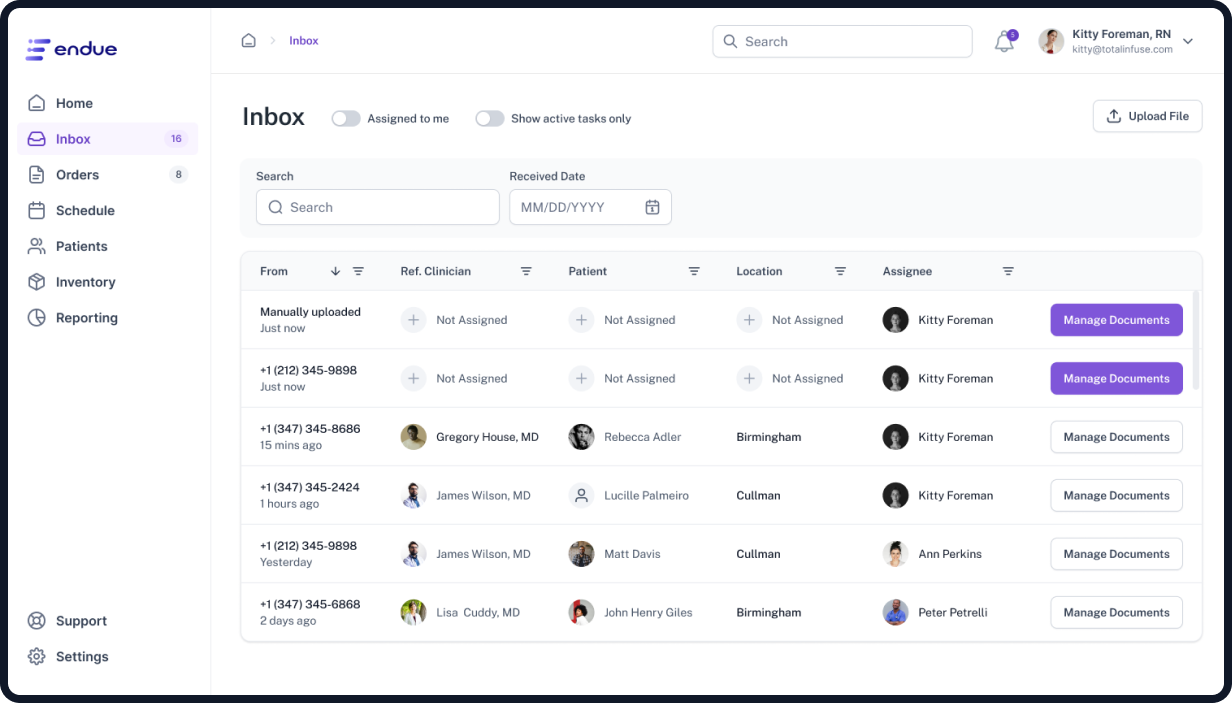 endue
Inbox
Search
5
Kitty Foreman, RN
kitty@totalinfuse.com
Home
Inbox 16
Orders 8
Schedule
Patients
Inventory
Reporting
Support
Settings
Inbox
Assigned to me
Show active tasks only
Upload File
Search
Received Date
Search
MM/DD/YYYY
From Ref. Clinician Patient Location Assignee
Manually uploaded
Just now
Not Assigned Not Assigned Not Assigned Kitty Foreman Manage Documents
+1 (212) 345-9898
Just now
Not Assigned Not Assigned Not Assigned Kitty Foreman Manage Documents
+1 (347) 345-8686
15 mins ago
Gregory House, MD Rebecca Adler Birmingham Kitty Foreman Manage Documents
+1 (347) 345-2424
1 hours ago
James Wilson, MD Lucille Palmeiro Cullman Kitty Foreman Manage Documents
+1 (212) 345-9898
Yesterday
James Wilson, MD Matt Davis Cullman Ann Perkins Manage Documents
+1 (347) 345-6868
2 days ago
Lisa Cuddy, MD John Henry Giles Birmingham Peter Petrelli Manage Documents